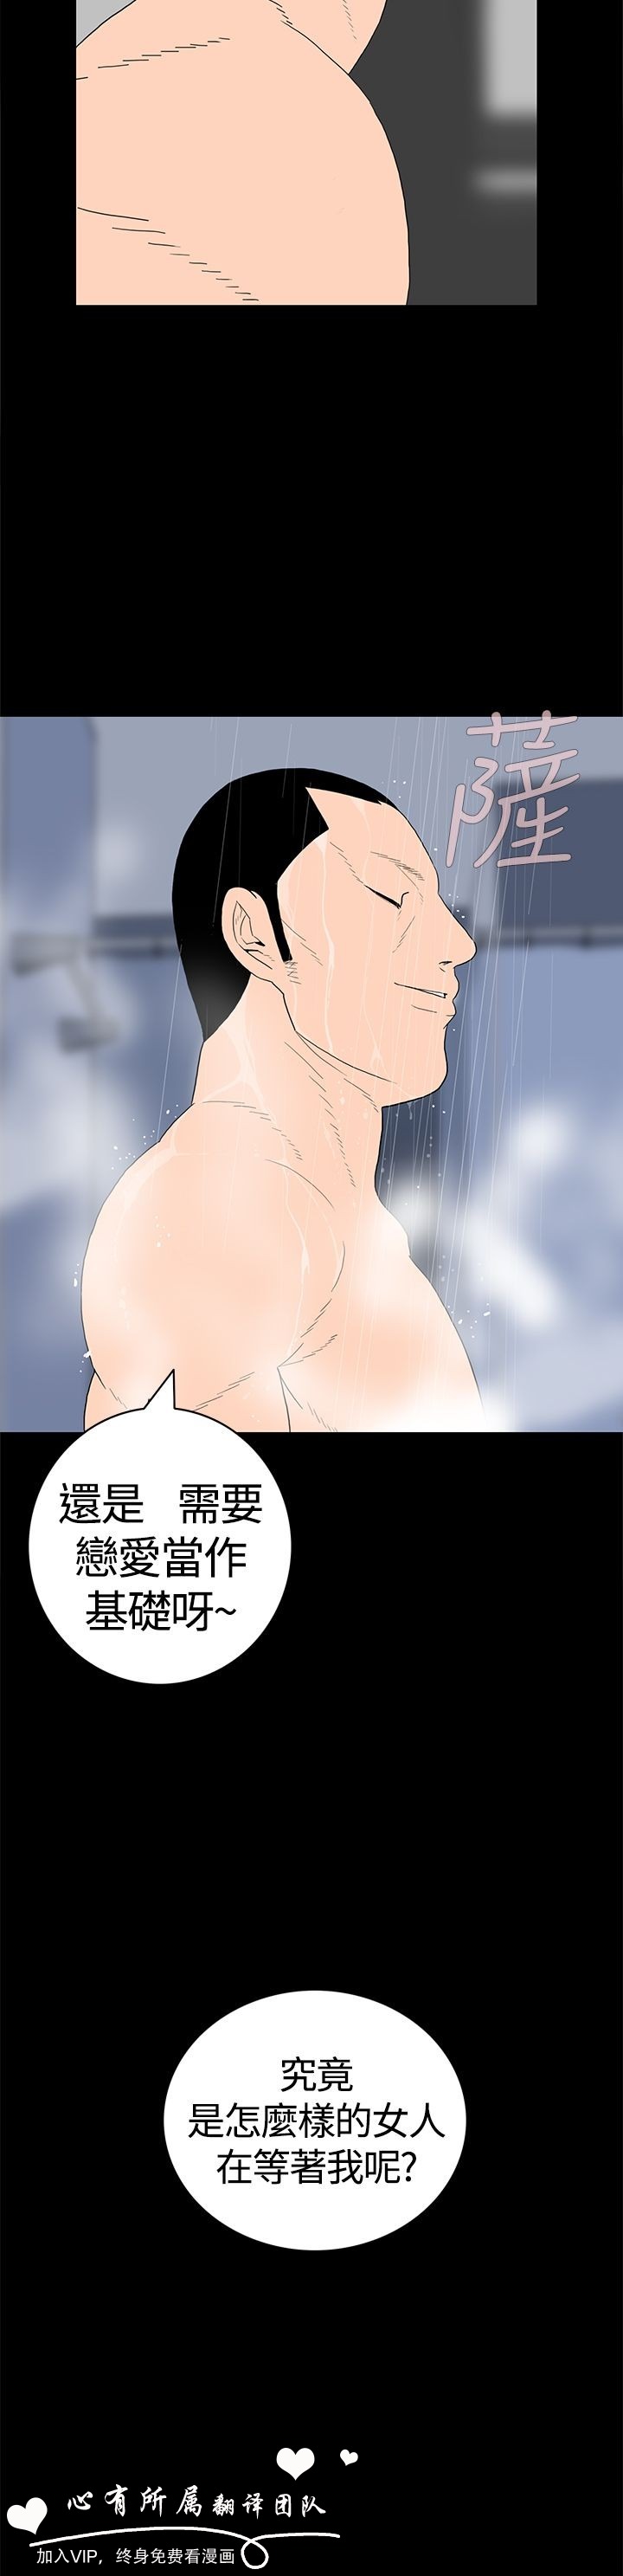 薩
還是 需要
戀愛當作
基礎呀~
究竟
是怎麼樣的女人
在等著我呢?
心有所属翻译团队
加入VIP，终身免费看漫画